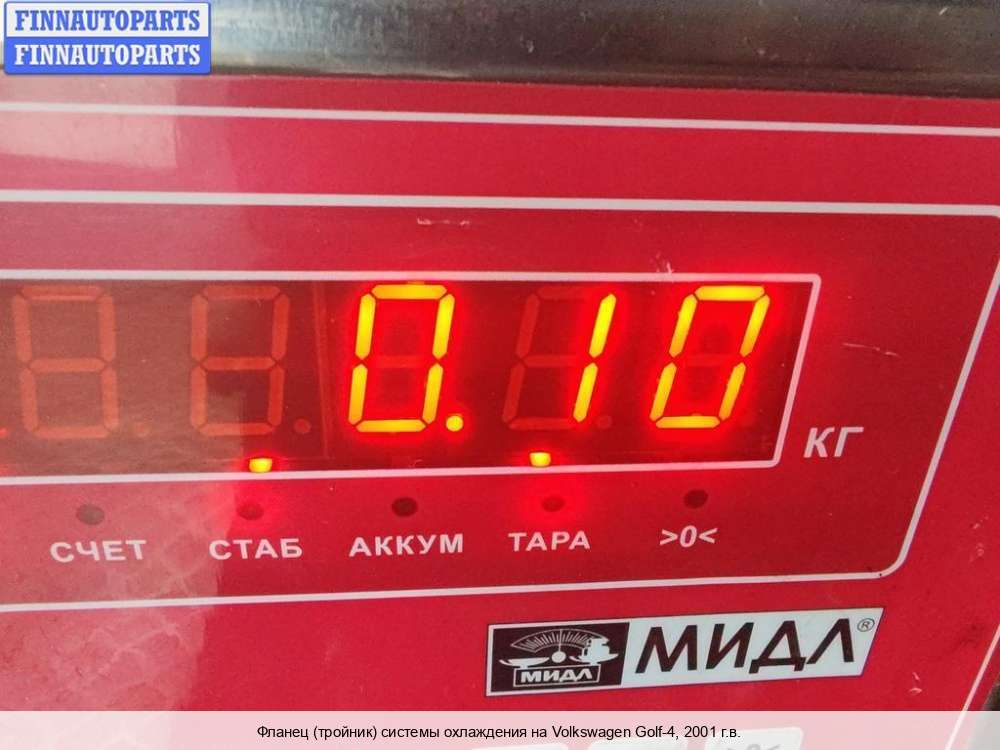 FINNAUTOPARTS
FINNAUTOPARTS
0.10
КГ
СЧЕТ СТАБ АККУМ ТАРА >0<
МИДЛ МИДЛ®
Фланец (тройник) системы охлаждения на Volkswagen Golf-4, 2001 г.в.